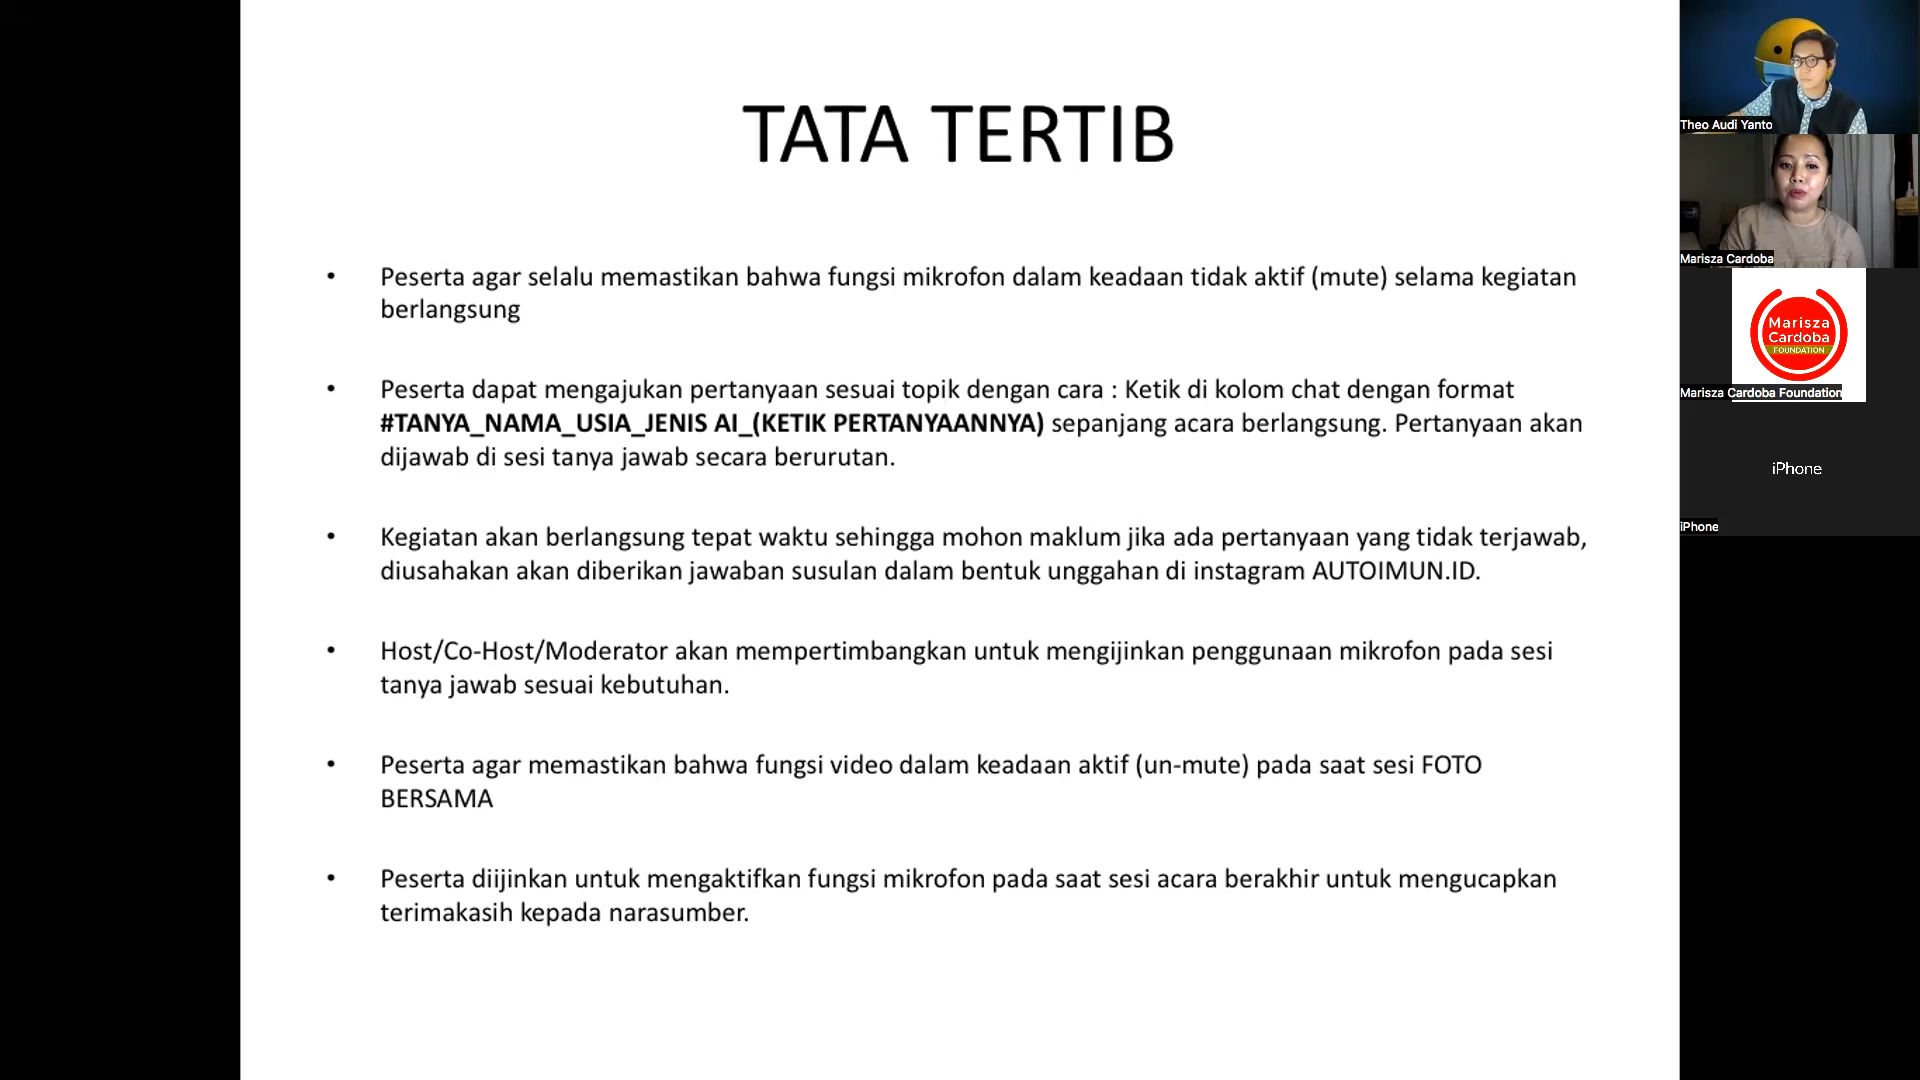 TATA TERTIB
• Peserta agar selalu memastikan bahwa fungsi mikrofon dalam keadaan tidak aktif (mute) selama kegiatan
berlangsung
• Peserta dapat mengajukan pertanyaan sesuai topik dengan cara : Ketik di kolom chat dengan format
#TANYA_NAMA_USIA_JENIS AI_(KETIK PERTANYAANNYA) sepanjang acara berlangsung. Pertanyaan akan
dijawab di sesi tanya jawab secara berurutan.
• Kegiatan akan berlangsung tepat waktu sehingga mohon maklum jika ada pertanyaan yang tidak terjawab,
diusahakan akan diberikan jawaban susulan dalam bentuk unggahan di instagram AUTOIMUN.ID.
• Host/Co-Host/Moderator akan mempertimbangkan untuk mengijinkan penggunaan mikrofon pada sesi
tanya jawab sesuai kebutuhan.
• Peserta agar memastikan bahwa fungsi video dalam keadaan aktif (un-mute) pada saat sesi FOTO
BERSAMA
• Peserta diijinkan untuk mengaktifkan fungsi mikrofon pada saat sesi acara berakhir untuk mengucapkan
terimakasih kepada narasumber.
Theo Audi Yanto
Marisza Cardoba
Marisza
Cardoba
FOUNDATION
Marisza Cardoba Foundation
iPhone
iPhone